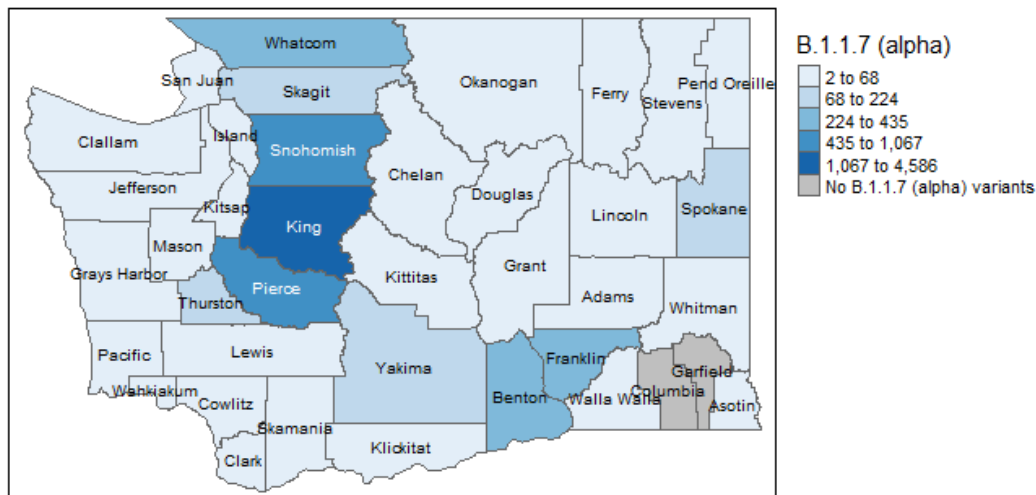 Whatcom
San Juan
Skagit
Okanogan
Ferry
Stevens
Pend Oreille
Clallam
Island
Snohomish
Chelan
Douglas
Jefferson
Kitsap
King
Lincoln
Spokane
Mason
Grays Harbor
Kittitas
Grant
Pierce
Thurston
Adams
Whitman
Pacific
Lewis
Yakima
Franklin
Garfield
Wahkiakum
Cowlitz
Benton
Walla Walla
Columbia
Asotin
Skamania
Klickitat
Clark
B.1.1.7 (alpha)
2 to 68
68 to 224
224 to 435
435 to 1,067
1,067 to 4,586
No B.1.1.7 (alpha) variants